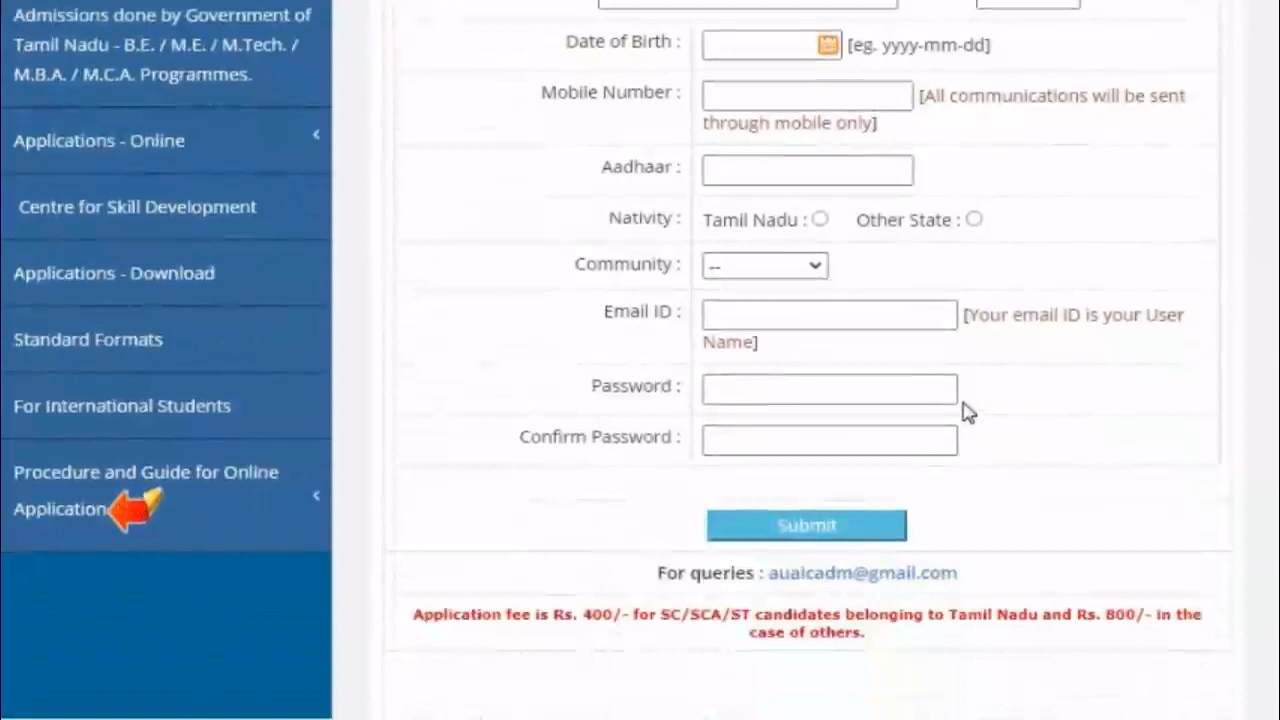 Admissions done by Government of
Tamil Nadu - B.E. / M.E. / M.Tech. /
M.B.A. / M.C.A. Programmes.
Applications - Online
Centre for Skill Development
Applications - Download
Standard Formats
For International Students
Procedure and Guide for Online
Application
Date of Birth : [eg. yyyy-mm-dd]
Mobile Number : [All communications will be sent
through mobile only]
Aadhaar :
Nativity : Tamil Nadu : Other State :
Community : --
Email ID : [Your email ID is your User
Name]
Password :
Confirm Password :
Submit
For queries : aualcadm@gmail.com
Application fee is Rs. 400/- for SC/SCA/ST candidates belonging to Tamil Nadu and Rs. 800/- in the
case of others.